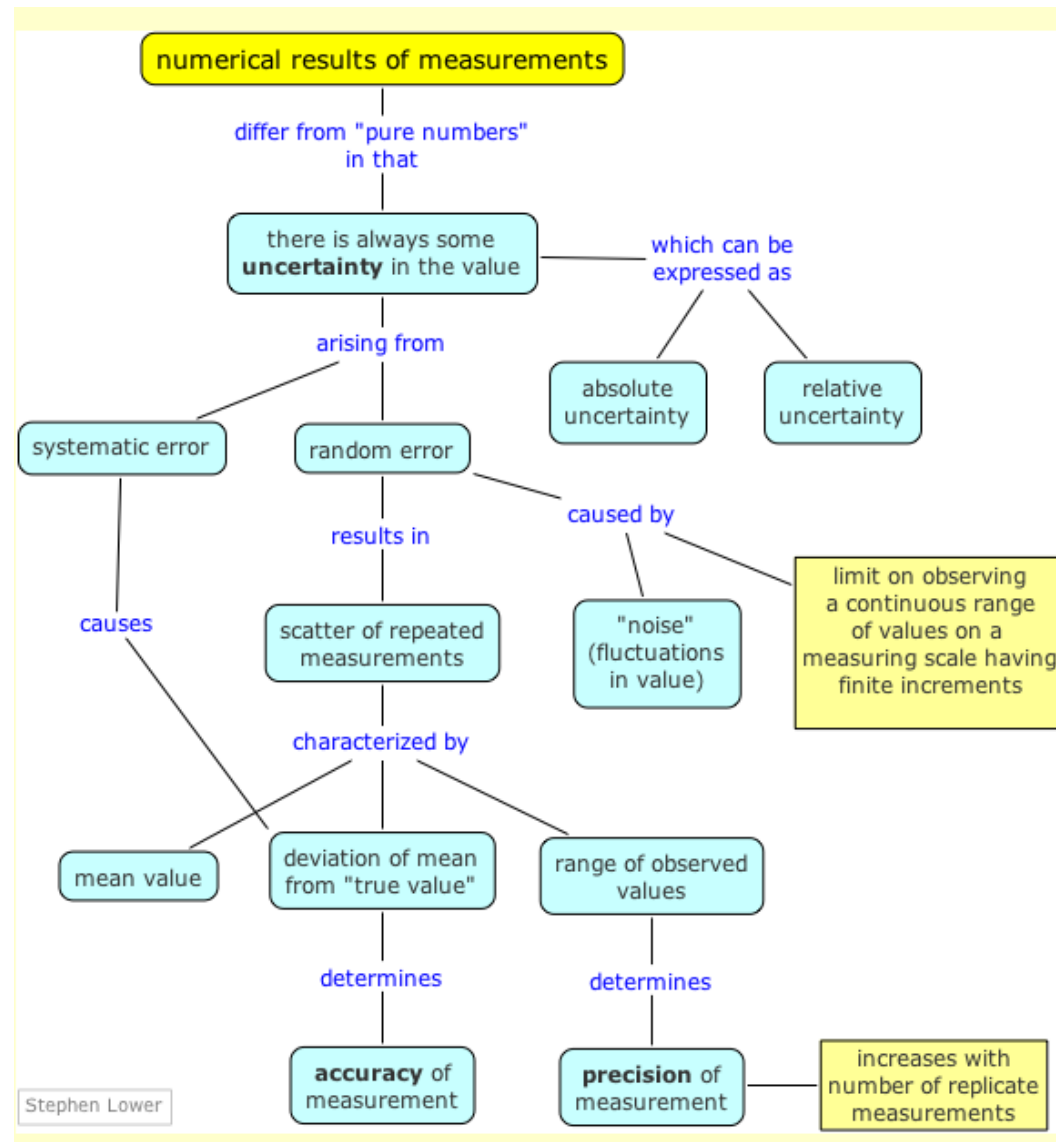 numerical results of measurements
differ from "pure numbers"
in that
there is always some
uncertainty in the value
which can be
expressed as
arising from
absolute
uncertainty
relative
uncertainty
systematic error
random error
caused by
results in
limit on observing
a continuous range
of values on a
measuring scale having
finite increments
"noise"
(fluctuations
in value)
causes
scatter of repeated
measurements
characterized by
mean value
deviation of mean
from "true value"
range of observed
values
determines
determines
accuracy of
measurement
precision of
measurement
increases with
number of replicate
measurements
Stephen Lower